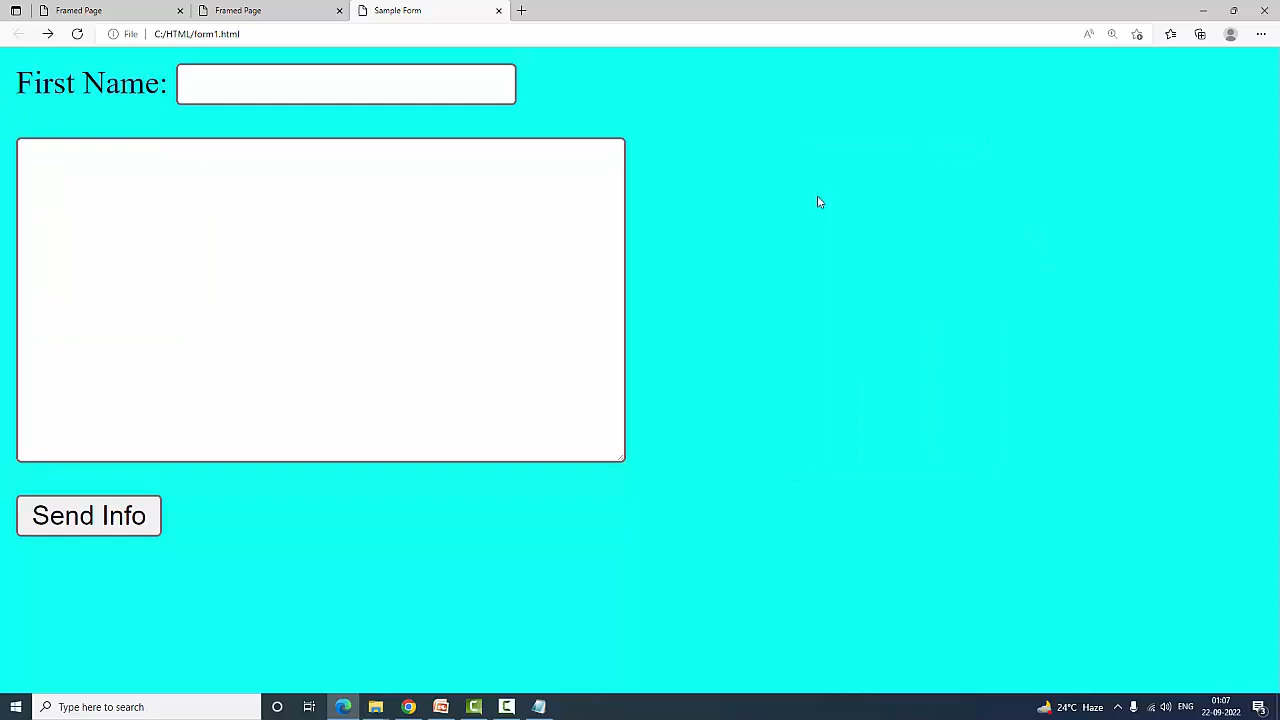 Framed Page
Framed Page
Sample Form
File
C:/HTML/form1.html
First Name:
Send Info
Type here to search
24°C Haze
ENG
01:07
22-09-2022